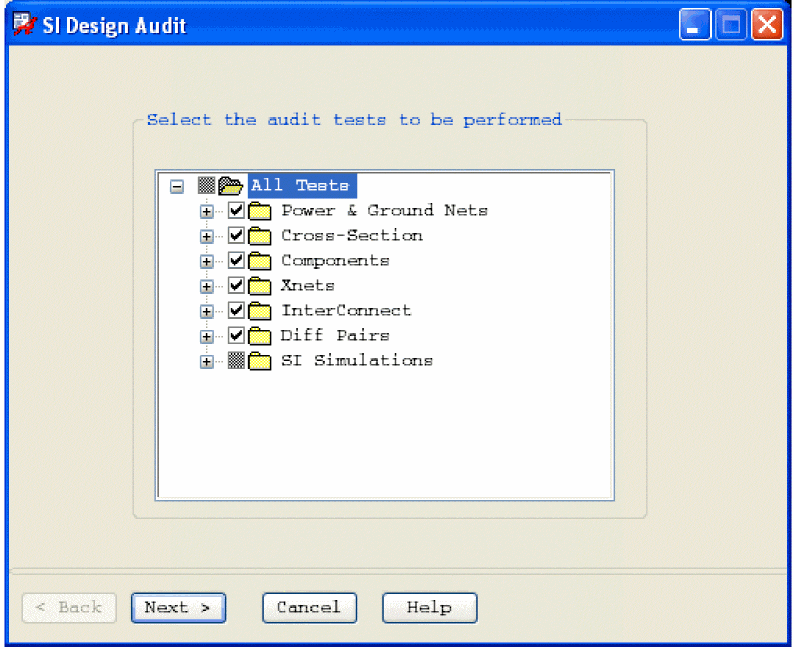 SI Design Audit
Select the audit tests to be performed
All Tests
Power & Ground Nets
Cross-Section
Components
Xnets
InterConnect
Diff Pairs
SI Simulations
< Back Next > Cancel Help